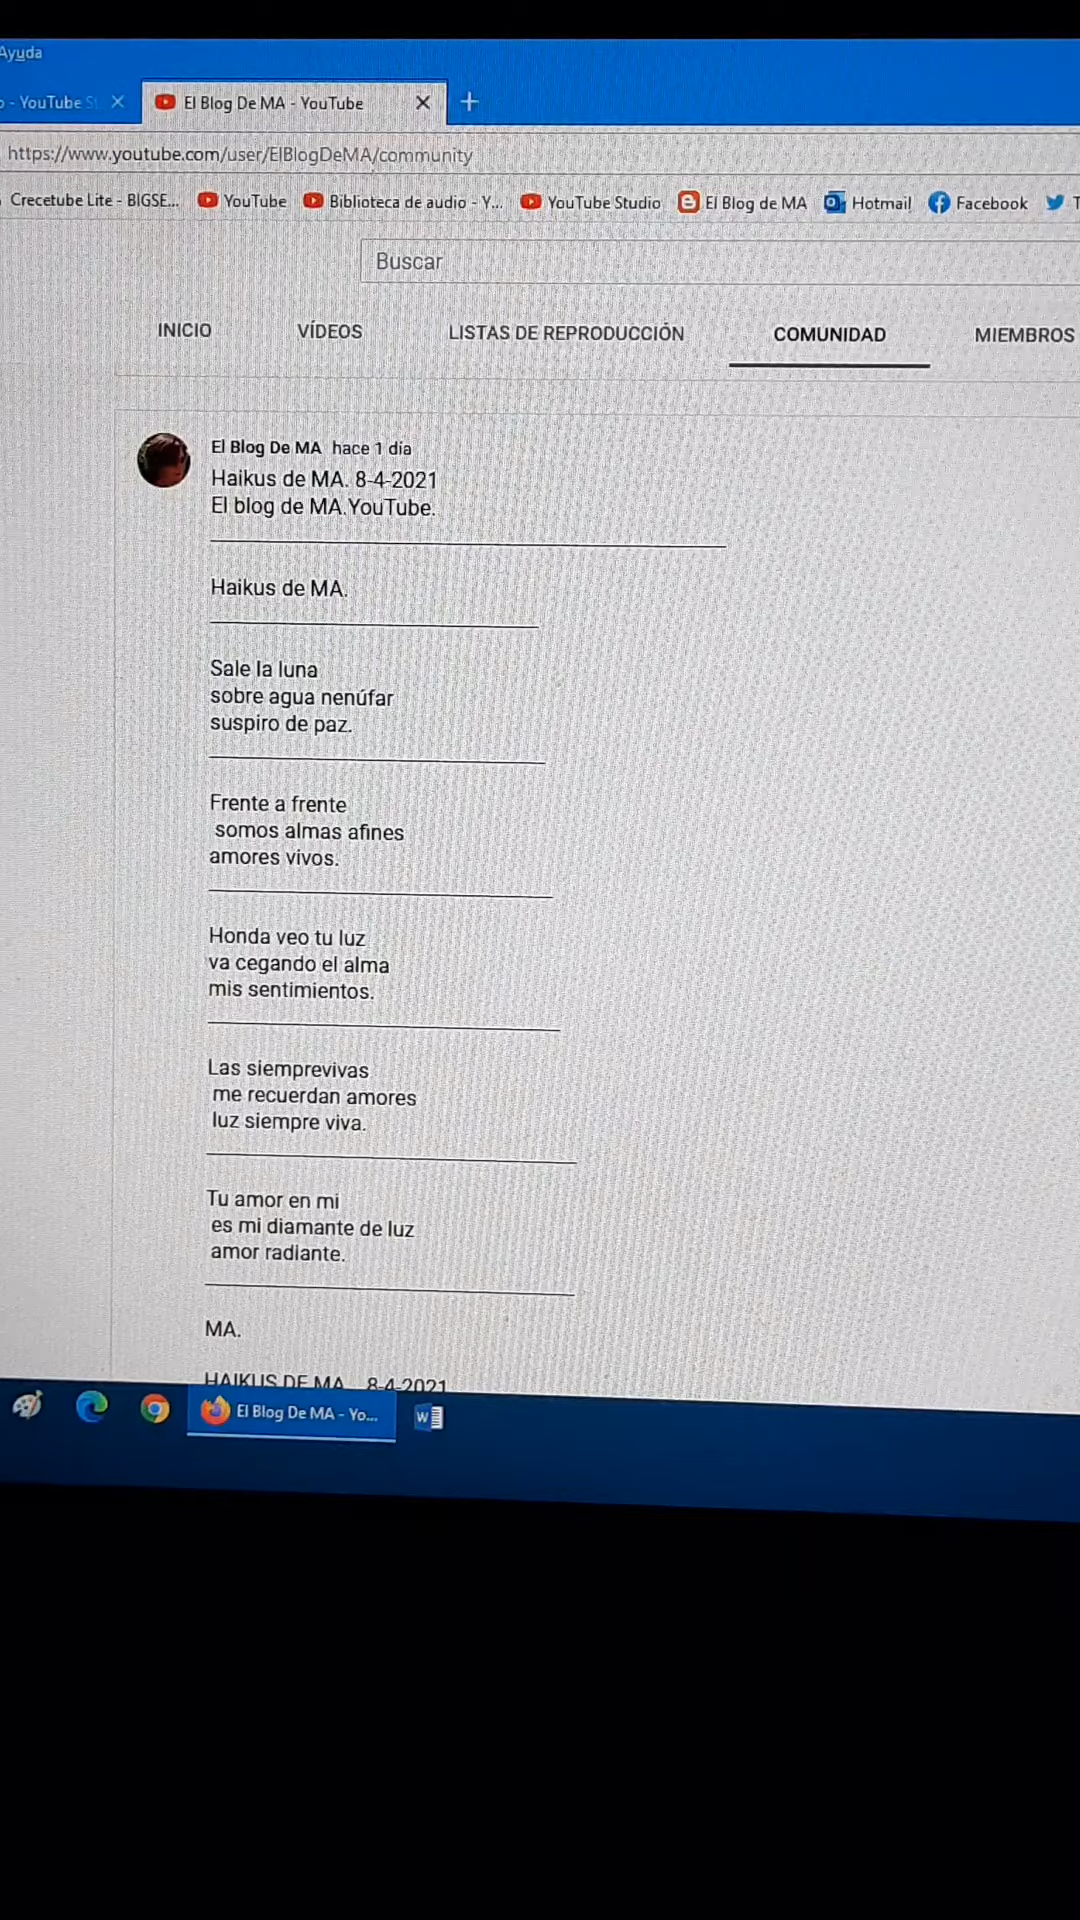 Ayuda
- YouTube S
El Blog De MA - YouTube
https://www.youtube.com/user/ElBlogDeMA/community
Crecetube Lite - BIGSE... YouTube Biblioteca de audio - Y... YouTube Studio El Blog de MA Hotmail Facebook
Buscar
INICIO VÍDEOS LISTAS DE REPRODUCCIÓN COMUNIDAD MIEMBROS
El Blog De MA hace 1 día
Haikus de MA. 8-4-2021
El blog de MA.YouTube.
Haikus de MA.
Sale la luna
sobre agua nenúfar
suspiro de paz.
Frente a frente
somos almas afines
amores vivos.
Honda veo tu luz
va cegando el alma
mis sentimientos.
Las siemprevivas
me recuerdan amores
luz siempre viva.
Tu amor en mi
es mi diamante de luz
amor radiante.
MA.
HAIKUS DE MA 8-4-2021
El Blog De MA - Yo...